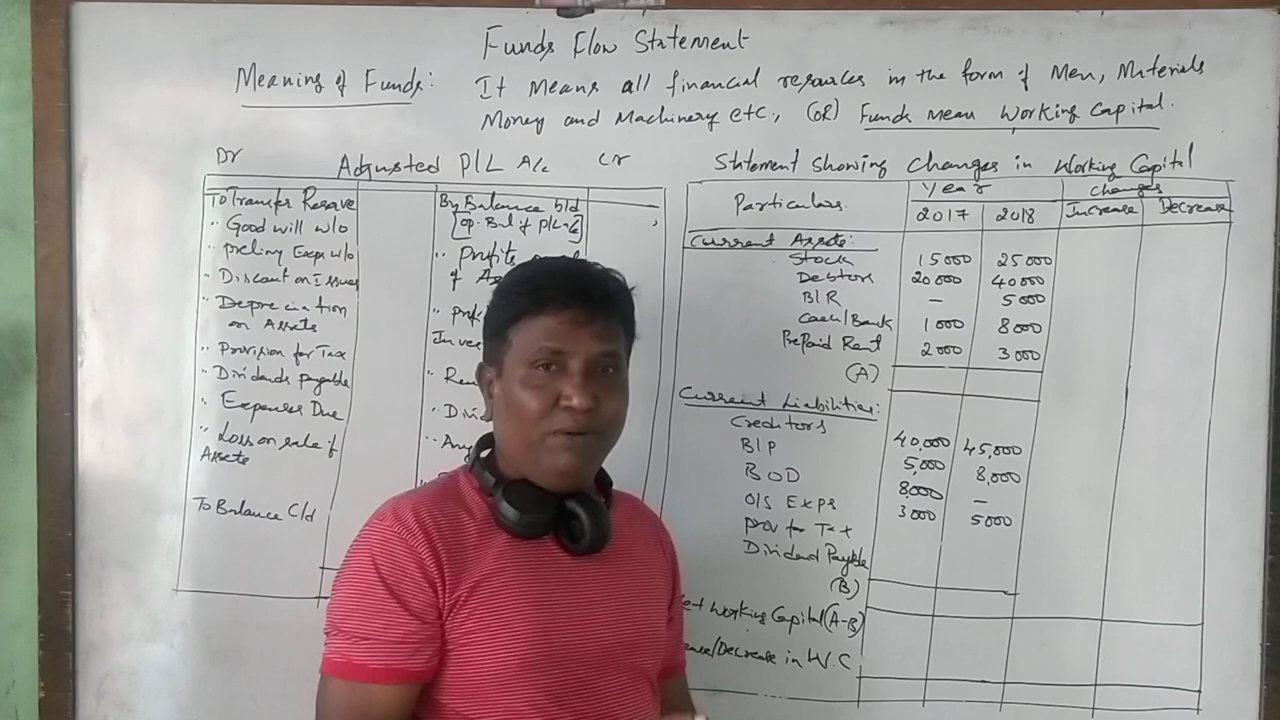 Funds Flow Statement
Meaning of Funds: It means all financial resources in the form of Men, Materials
Money and Machinery etc., (OR) Funds mean Working Capital.
Dr Adjusted P/L A/c Cr
To Transfer Reserve
" Good will w/o
" preliny Exps w/o
" Discount on Issues
" Depreciation
on Assets
" Provision for Tax
" Dividends payable
" Expenses Due
" Loss on sale of
Assets
To Balance C/d
By Balance b/d
(op. Bal of P/L A/c)
" Profits
of
Statement showing changes in Working Capital
Particulars Year Changes
2017 2018 Increase Decrease
Current Assets:
Stock 15000 25000
Debtors 20000 40000
B/R – 5000
Cash/Bank 1000 8000
PrePaid Rent 2000 3000
(A)
Current Liabilities:
Creditors 40,000 45,000
B/P 5,000 8,000
BOD 8,000 –
O/S Exps 3000 5000
prov for Tax
Dividend Payable
(B)
Working Capital (A-B)
/Decrease in W.C